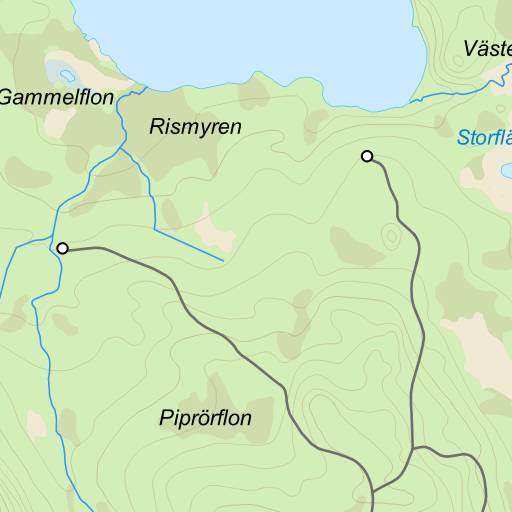 Väste
Gammelflon
Rismyren
Storflä
Piprörflon